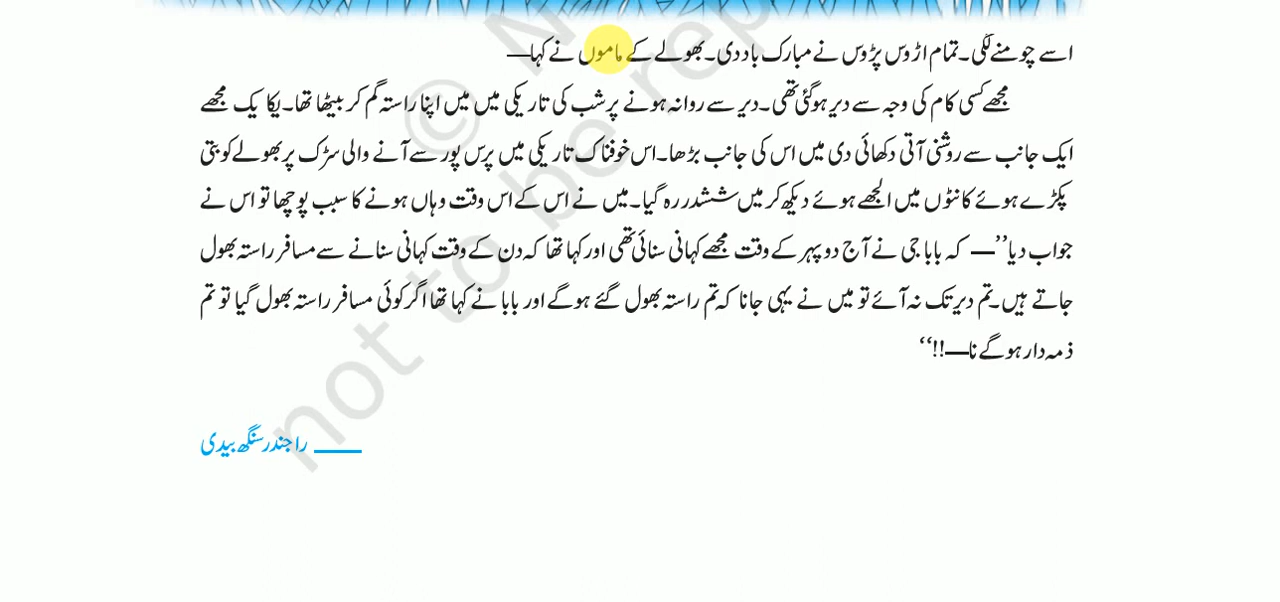 اسے چومنے لگی۔ تمام اڑوس پڑوس نے مبارک باد دی۔ بھولے کے ماموں نے کہا—
مجھے کسی کام کی وجہ سے دیر ہوگئی تھی۔ دیر سے روانہ ہونے پر شب کی تاریکی میں میں اپنا راستہ گم کر بیٹھا تھا۔ یکا یک مجھے
ایک جانب سے روشنی آتی دکھائی دی میں اس کی جانب بڑھا۔ اس خوفناک تاریکی میں پرس پور سے آنے والی سڑک پر بھولے کو بتی
پکڑے ہوئے کانٹوں میں الجھے ہوئے دیکھ کر میں ششدر رہ گیا۔ میں نے اس کے اس وقت وہاں ہونے کا سبب پوچھا تو اس نے
جواب دیا’’— کہ بابا جی نے آج دوپہر کے وقت مجھے کہانی سنائی تھی اور کہا تھا کہ دن کے وقت کہانی سنانے سے مسافر راستہ بھول
جاتے ہیں۔ تم دیر تک نہ آئے تو میں نے یہی جانا کہ تم راستہ بھول گئے ہوگے اور بابا نے کہا تھا اگر کوئی مسافر راستہ بھول گیا تو تم
ذمہ دار ہوگے نا—!!‘‘
—— راجندر سنگھ بیدی
© N
not to be rep